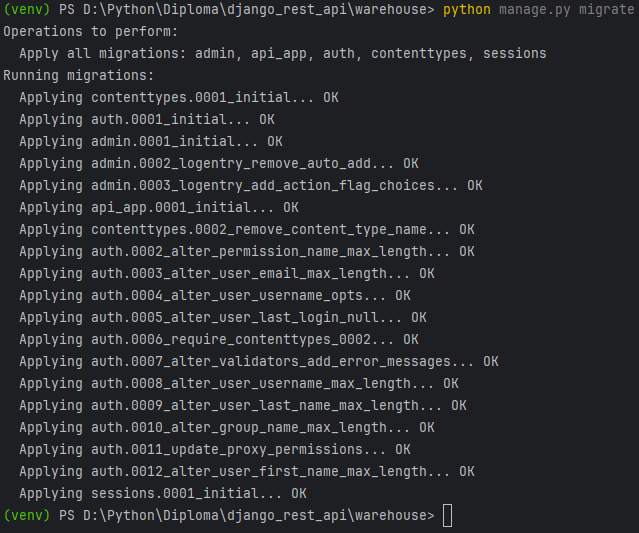 (venv) PS D:\Python\Diploma\django_rest_api\warehouse> python manage.py migrate
Operations to perform:
  Apply all migrations: admin, api_app, auth, contenttypes, sessions
Running migrations:
  Applying contenttypes.0001_initial... OK
  Applying auth.0001_initial... OK
  Applying admin.0001_initial... OK
  Applying admin.0002_logentry_remove_auto_add... OK
  Applying admin.0003_logentry_add_action_flag_choices... OK
  Applying api_app.0001_initial... OK
  Applying contenttypes.0002_remove_content_type_name... OK
  Applying auth.0002_alter_permission_name_max_length... OK
  Applying auth.0003_alter_user_email_max_length... OK
  Applying auth.0004_alter_user_username_opts... OK
  Applying auth.0005_alter_user_last_login_null... OK
  Applying auth.0006_require_contenttypes_0002... OK
  Applying auth.0007_alter_validators_add_error_messages... OK
  Applying auth.0008_alter_user_username_max_length... OK
  Applying auth.0009_alter_user_last_name_max_length... OK
  Applying auth.0010_alter_group_name_max_length... OK
  Applying auth.0011_update_proxy_permissions... OK
  Applying auth.0012_alter_user_first_name_max_length... OK
  Applying sessions.0001_initial... OK
(venv) PS D:\Python\Diploma\django_rest_api\warehouse>